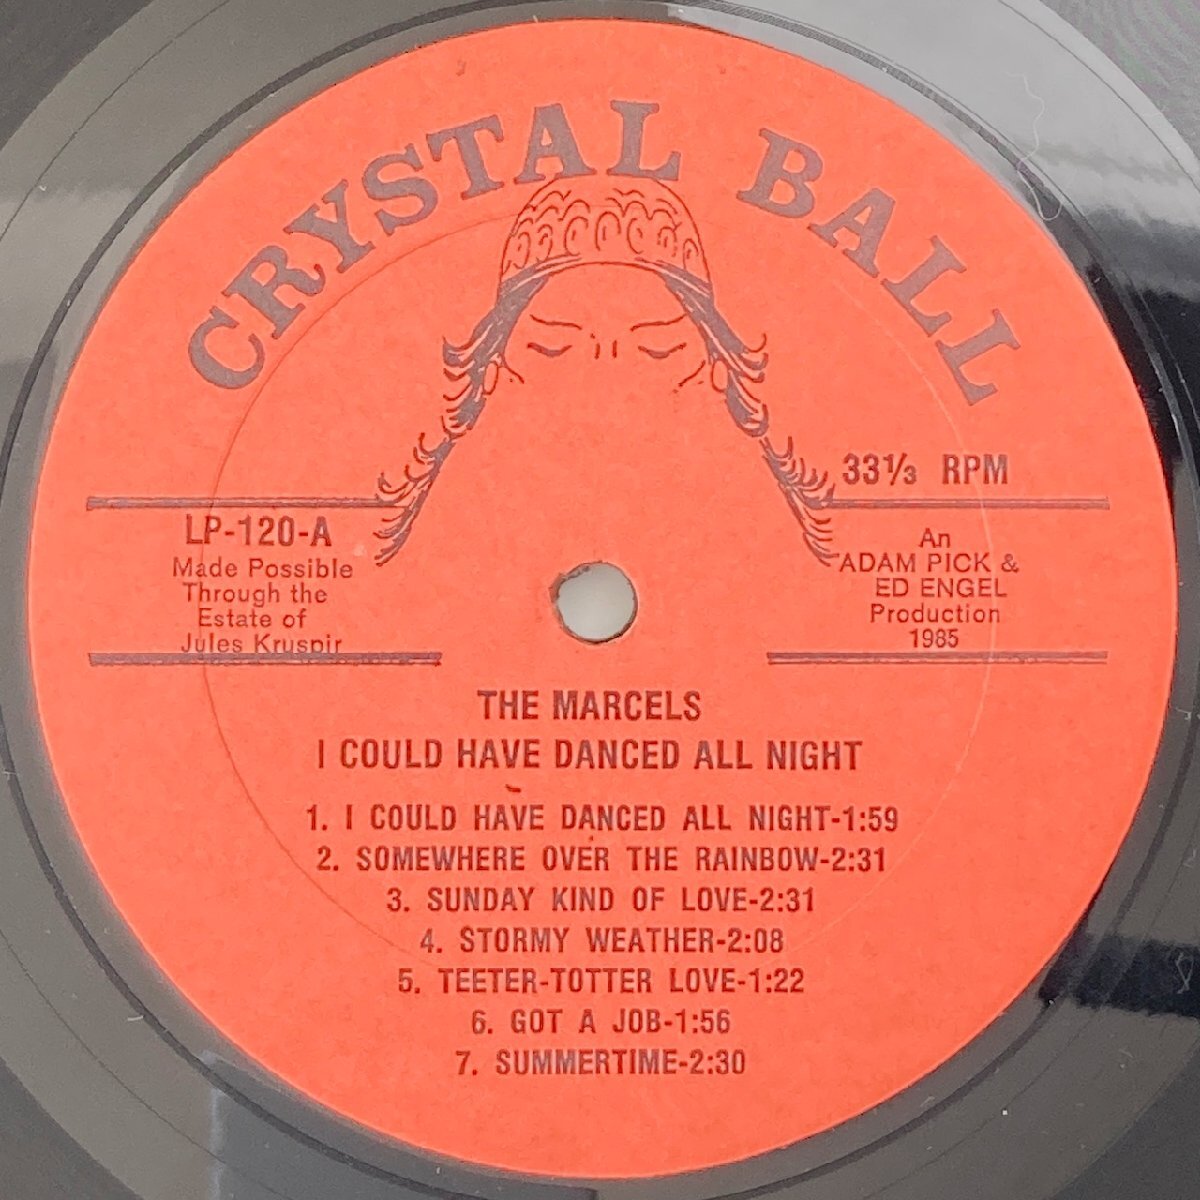 CRYSTAL BALL
33⅓ RPM
LP-120-A
Made Possible
Through the
Estate of
Jules Kruspir
An
ADAM PICK &
ED ENGEL
Production
1985
THE MARCELS
I COULD HAVE DANCED ALL NIGHT
1. I COULD HAVE DANCED ALL NIGHT-1:59
2. SOMEWHERE OVER THE RAINBOW-2:31
3. SUNDAY KIND OF LOVE-2:31
4. STORMY WEATHER-2:08
5. TEETER-TOTTER LOVE-1:22
6. GOT A JOB-1:56
7. SUMMERTIME-2:30